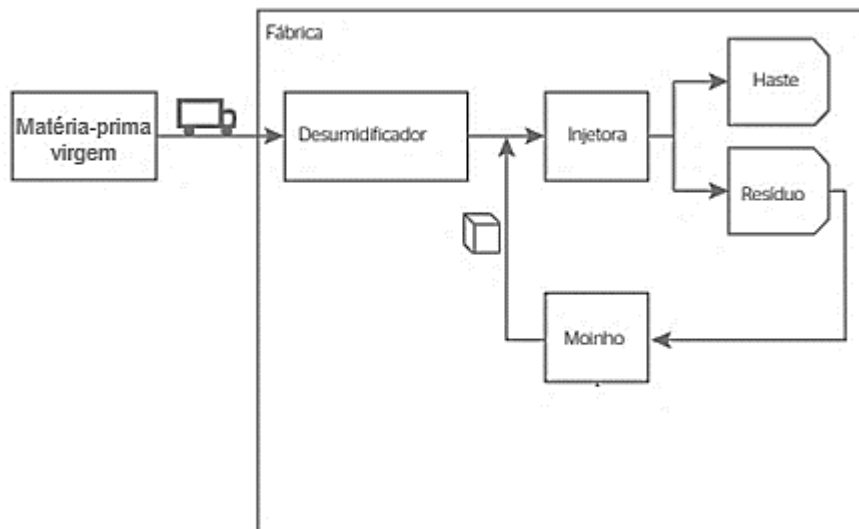 Fábrica
Matéria-prima
virgem
Desumidificador
Injetora
Haste
Resíduo
Moinho